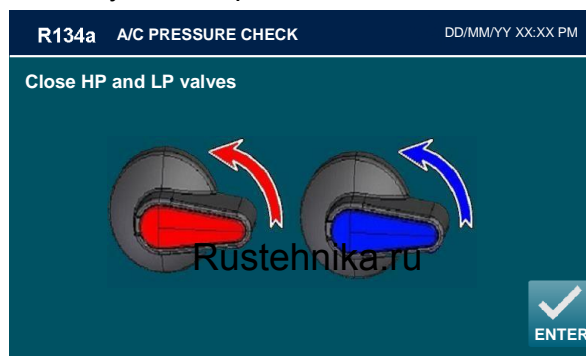 R134a A/C PRESSURE CHECK DD/MM/YY XX:XX PM
Close HP and LP valves
Rustehnika.ru
ENTER